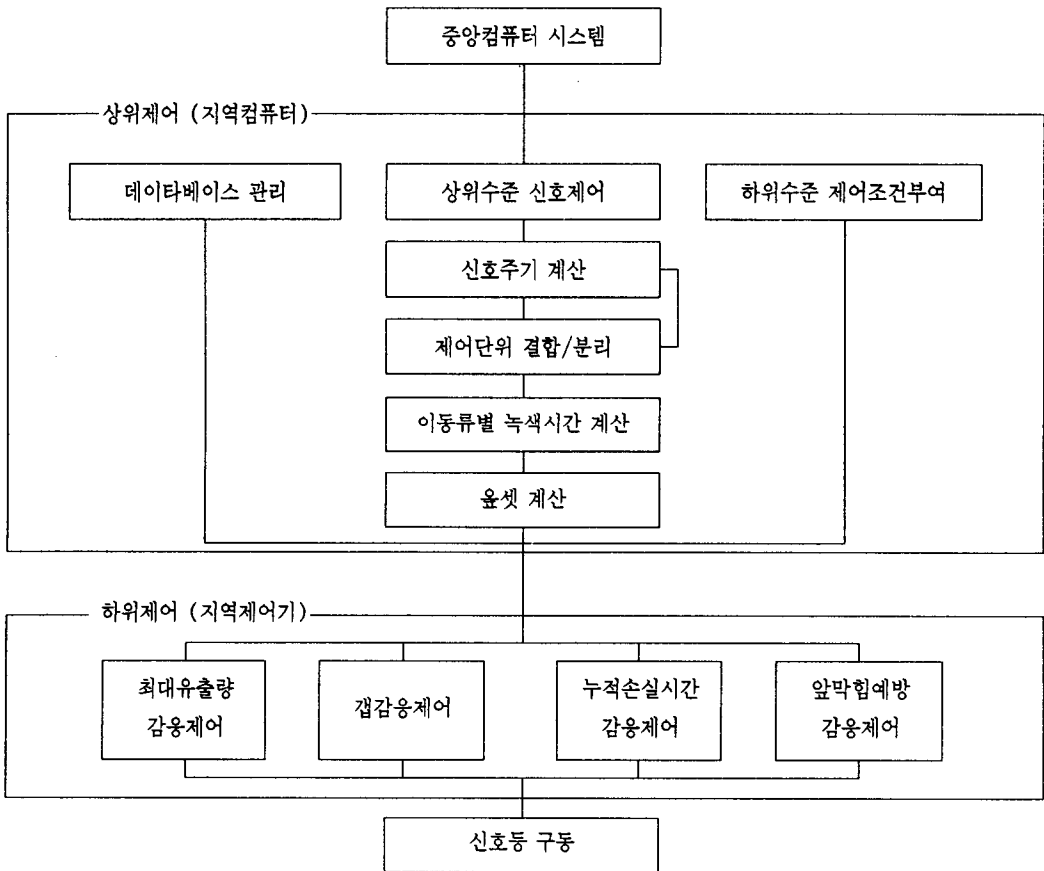 중앙컴퓨터 시스템
상위제어 (지역컴퓨터)
데이타베이스 관리
상위수준 신호제어
하위수준 제어조건부여
신호주기 계산
제어단위 결합/분리
이동류별 녹색시간 계산
옾셋 계산
하위제어 (지역제어기)
최대유출량
감응제어
갭감응제어
누적손실시간
감응제어
앞막힘예방
감응제어
신호등 구동